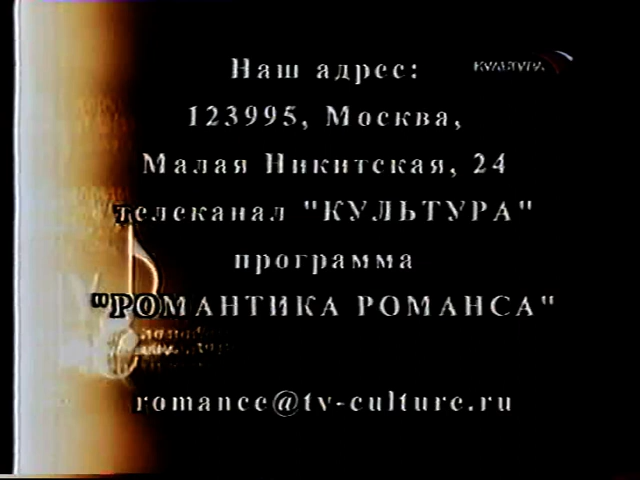 Наш адрес:
КУЛЬТУРА
123995, Москва,
Малая Никитская, 24
телеканал "КУЛЬТУРА"
программа
"РОМАНТИКА РОМАНСА"
romance@tv-culture.ru